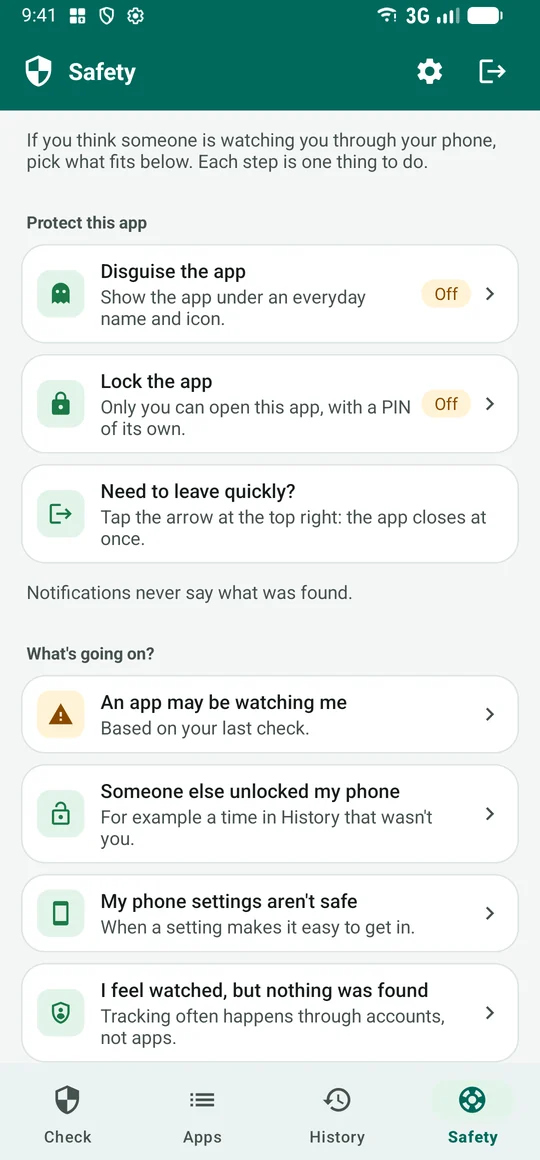 9:41
3G
Safety
If you think someone is watching you through your phone,
pick what fits below. Each step is one thing to do.
Protect this app
Disguise the app
Show the app under an everyday
name and icon.
Off
Lock the app
Only you can open this app, with a PIN
of its own.
Off
Need to leave quickly?
Tap the arrow at the top right: the app closes at
once.
Notifications never say what was found.
What's going on?
An app may be watching me
Based on your last check.
Someone else unlocked my phone
For example a time in History that wasn't
you.
My phone settings aren't safe
When a setting makes it easy to get in.
I feel watched, but nothing was found
Tracking often happens through accounts,
not apps.
Check
Apps
History
Safety